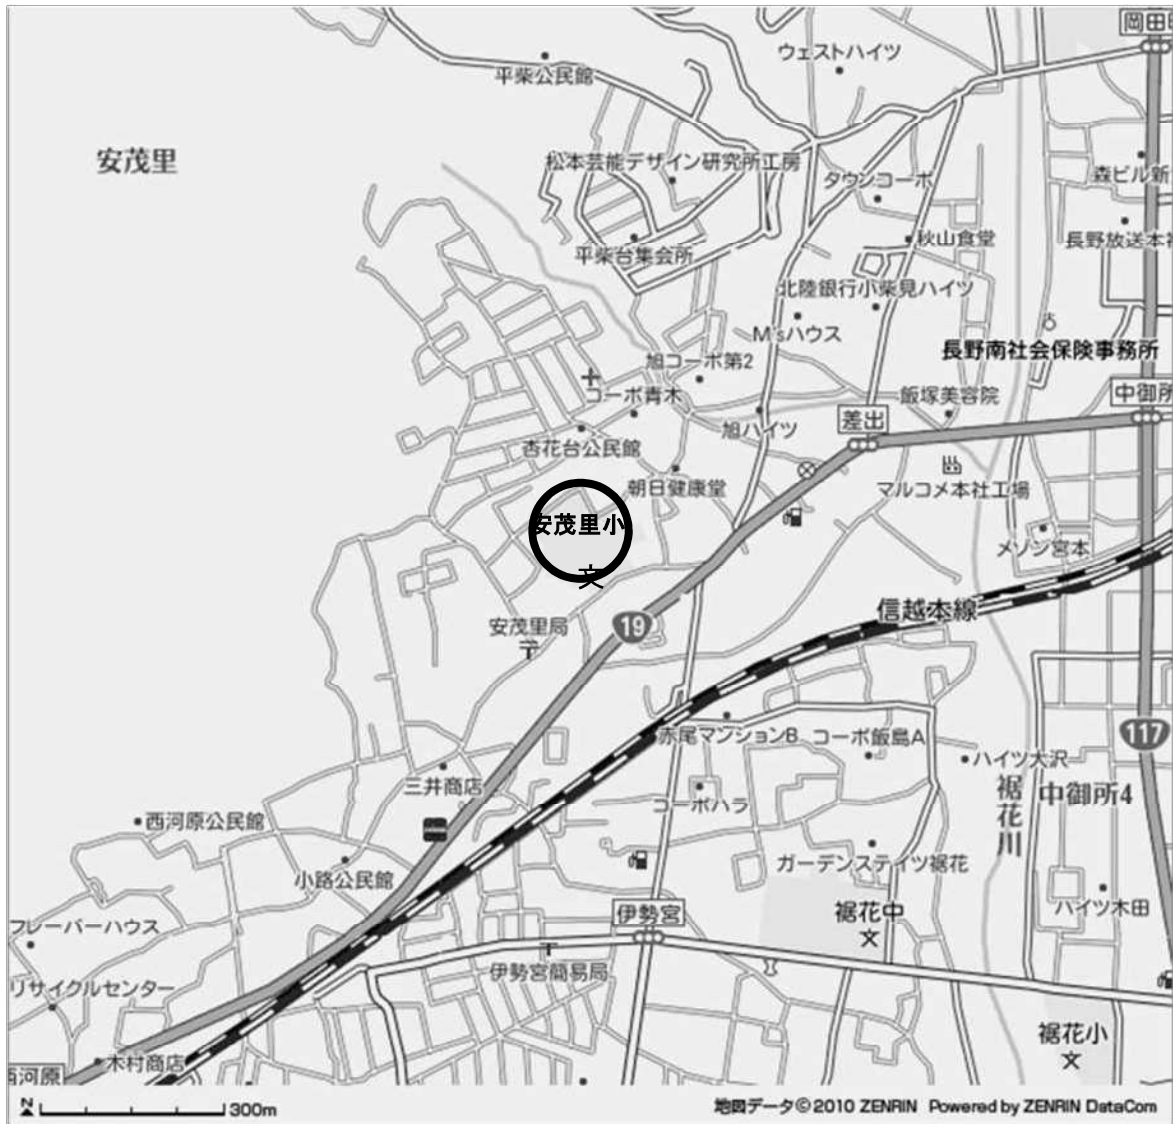 岡田
ウェストハイツ
平柴公民館
安茂里
松本芸能デザイン研究所工房
森ビル新
タウンコーポ
秋山食堂
長野放送本社
平柴台集会所
北陸銀行小柴見ハイツ
M'sハウス
長野南社会保険事務所
旭コーポ第2
コーポ青木
飯塚美容院
中御所
差出
旭ハイツ
杏花台公民館
朝日健康堂
マルコメ本社工場
安茂里小
文
メゾン宮本
信越本線
安茂里局
19
赤尾マンションB
コーポ飯島A
117
ハイツ大沢
三井商店
コーポハラ
裾花川
中御所4
西河原公民館
小路公民館
ガーデンステイツ裾花
ハイツ木田
伊勢宮
裾花中
文
フレーバーハウス
伊勢宮簡易局
リサイクルセンター
裾花小
文
木村商店
西河原
N
300m
地図データ©2010 ZENRIN Powered by ZENRIN DataCom